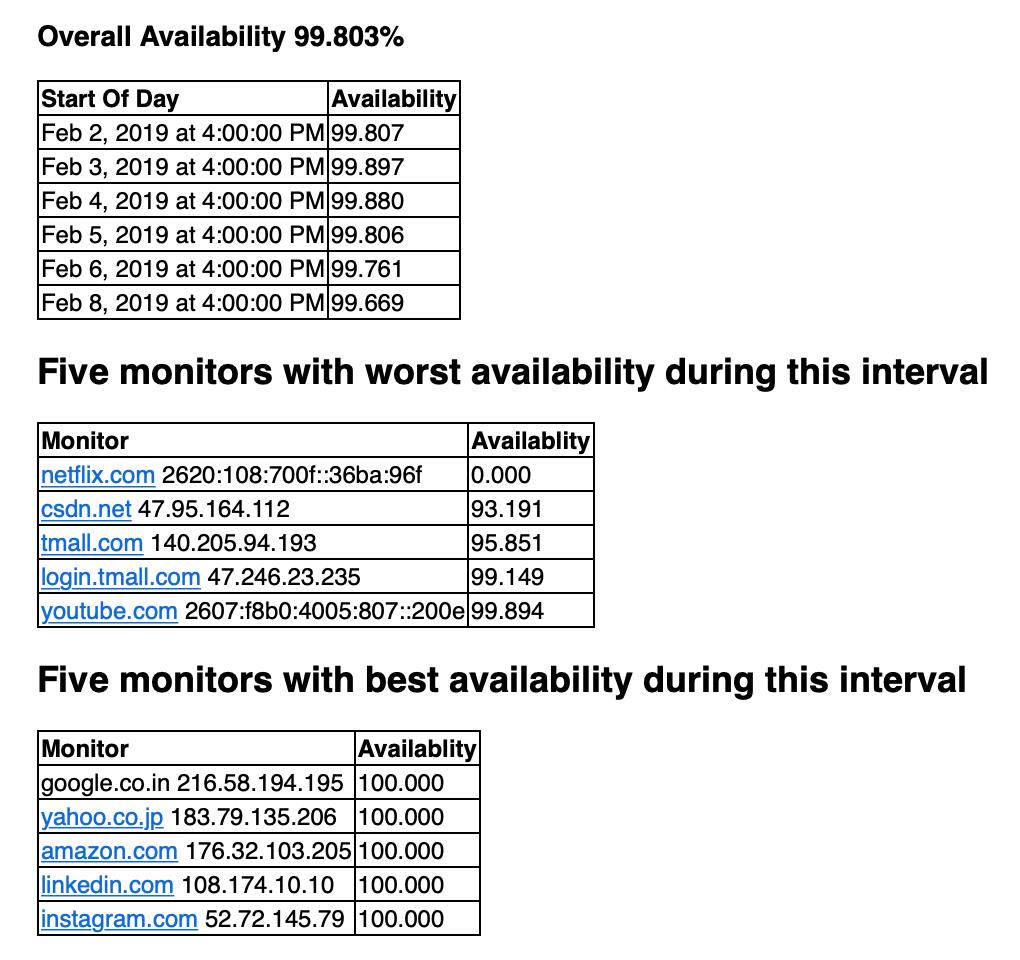 Overall Availability 99.803%
Start Of Day Availability
Feb 2, 2019 at 4:00:00 PM 99.807
Feb 3, 2019 at 4:00:00 PM 99.897
Feb 4, 2019 at 4:00:00 PM 99.880
Feb 5, 2019 at 4:00:00 PM 99.806
Feb 6, 2019 at 4:00:00 PM 99.761
Feb 8, 2019 at 4:00:00 PM 99.669
Five monitors with worst availability during this interval
Monitor Availablity
netflix.com 2620:108:700f::36ba:96f 0.000
csdn.net 47.95.164.112 93.191
tmall.com 140.205.94.193 95.851
login.tmall.com 47.246.23.235 99.149
youtube.com 2607:f8b0:4005:807::200e 99.894
Five monitors with best availability during this interval
Monitor Availablity
google.co.in 216.58.194.195 100.000
yahoo.co.jp 183.79.135.206 100.000
amazon.com 176.32.103.205 100.000
linkedin.com 108.174.10.10 100.000
instagram.com 52.72.145.79 100.000